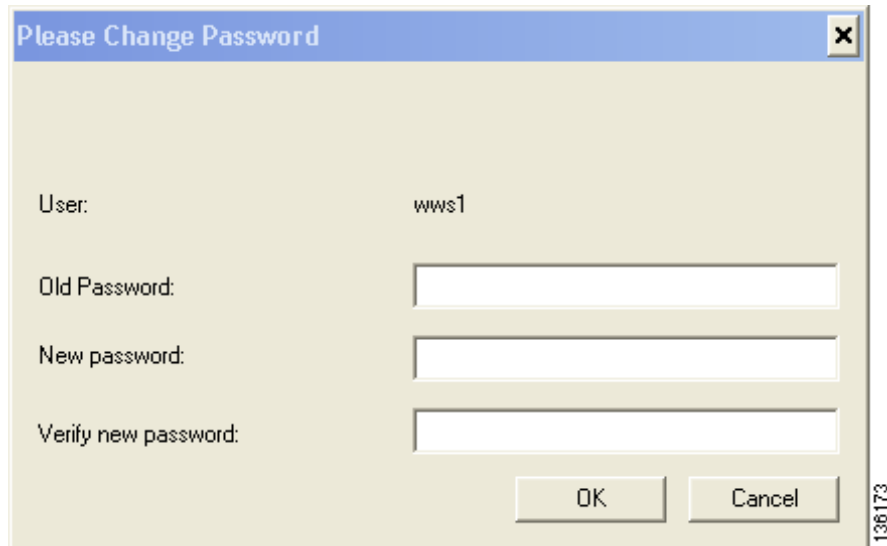 Please Change Password
User: wws1
Old Password:
New password:
Verify new password:
OK Cancel
136173